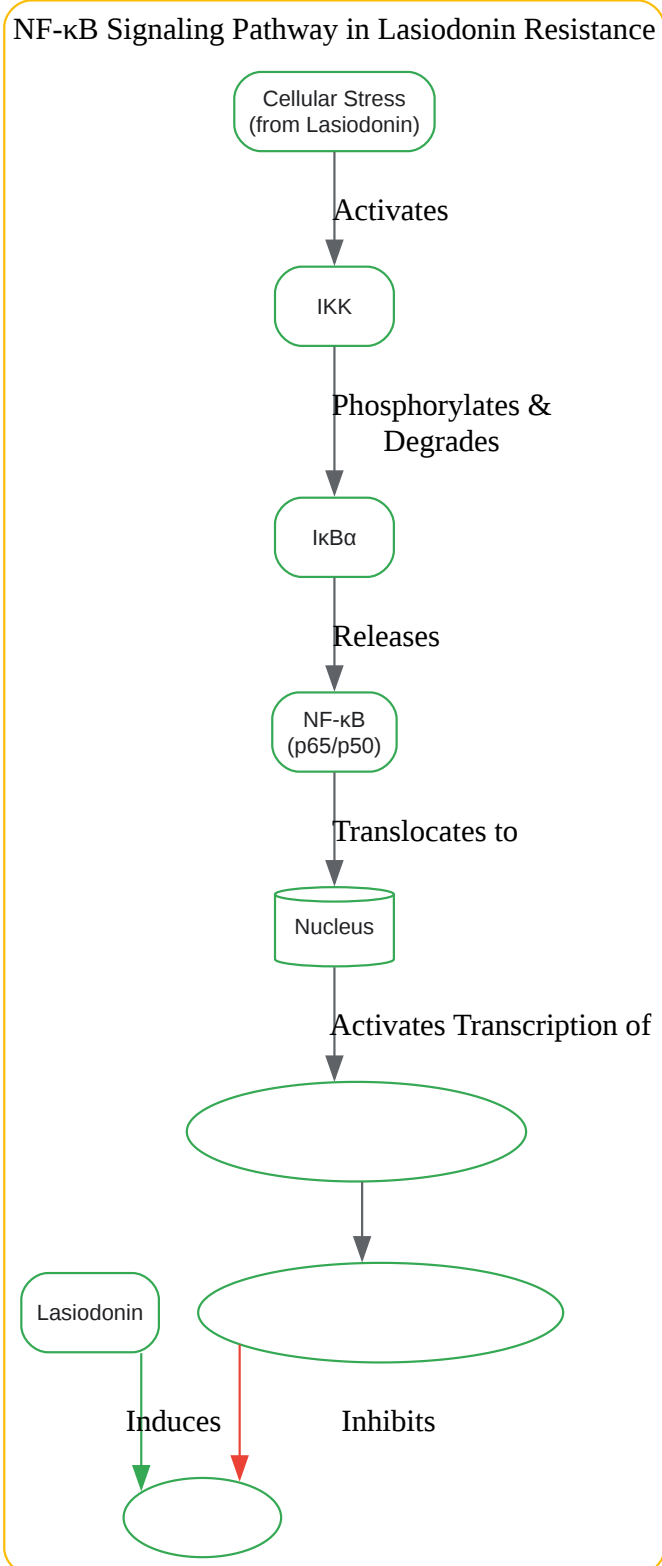 NF-κB Signaling Pathway in Lasiodonin Resistance
Cellular Stress
(from Lasiodonin)
Activates
IKK
Phosphorylates &
Degrades
IκBα
Releases
NF-κB
(p65/p50)
Translocates to
Nucleus
Activates Transcription of
Lasiodonin
Induces
Inhibits